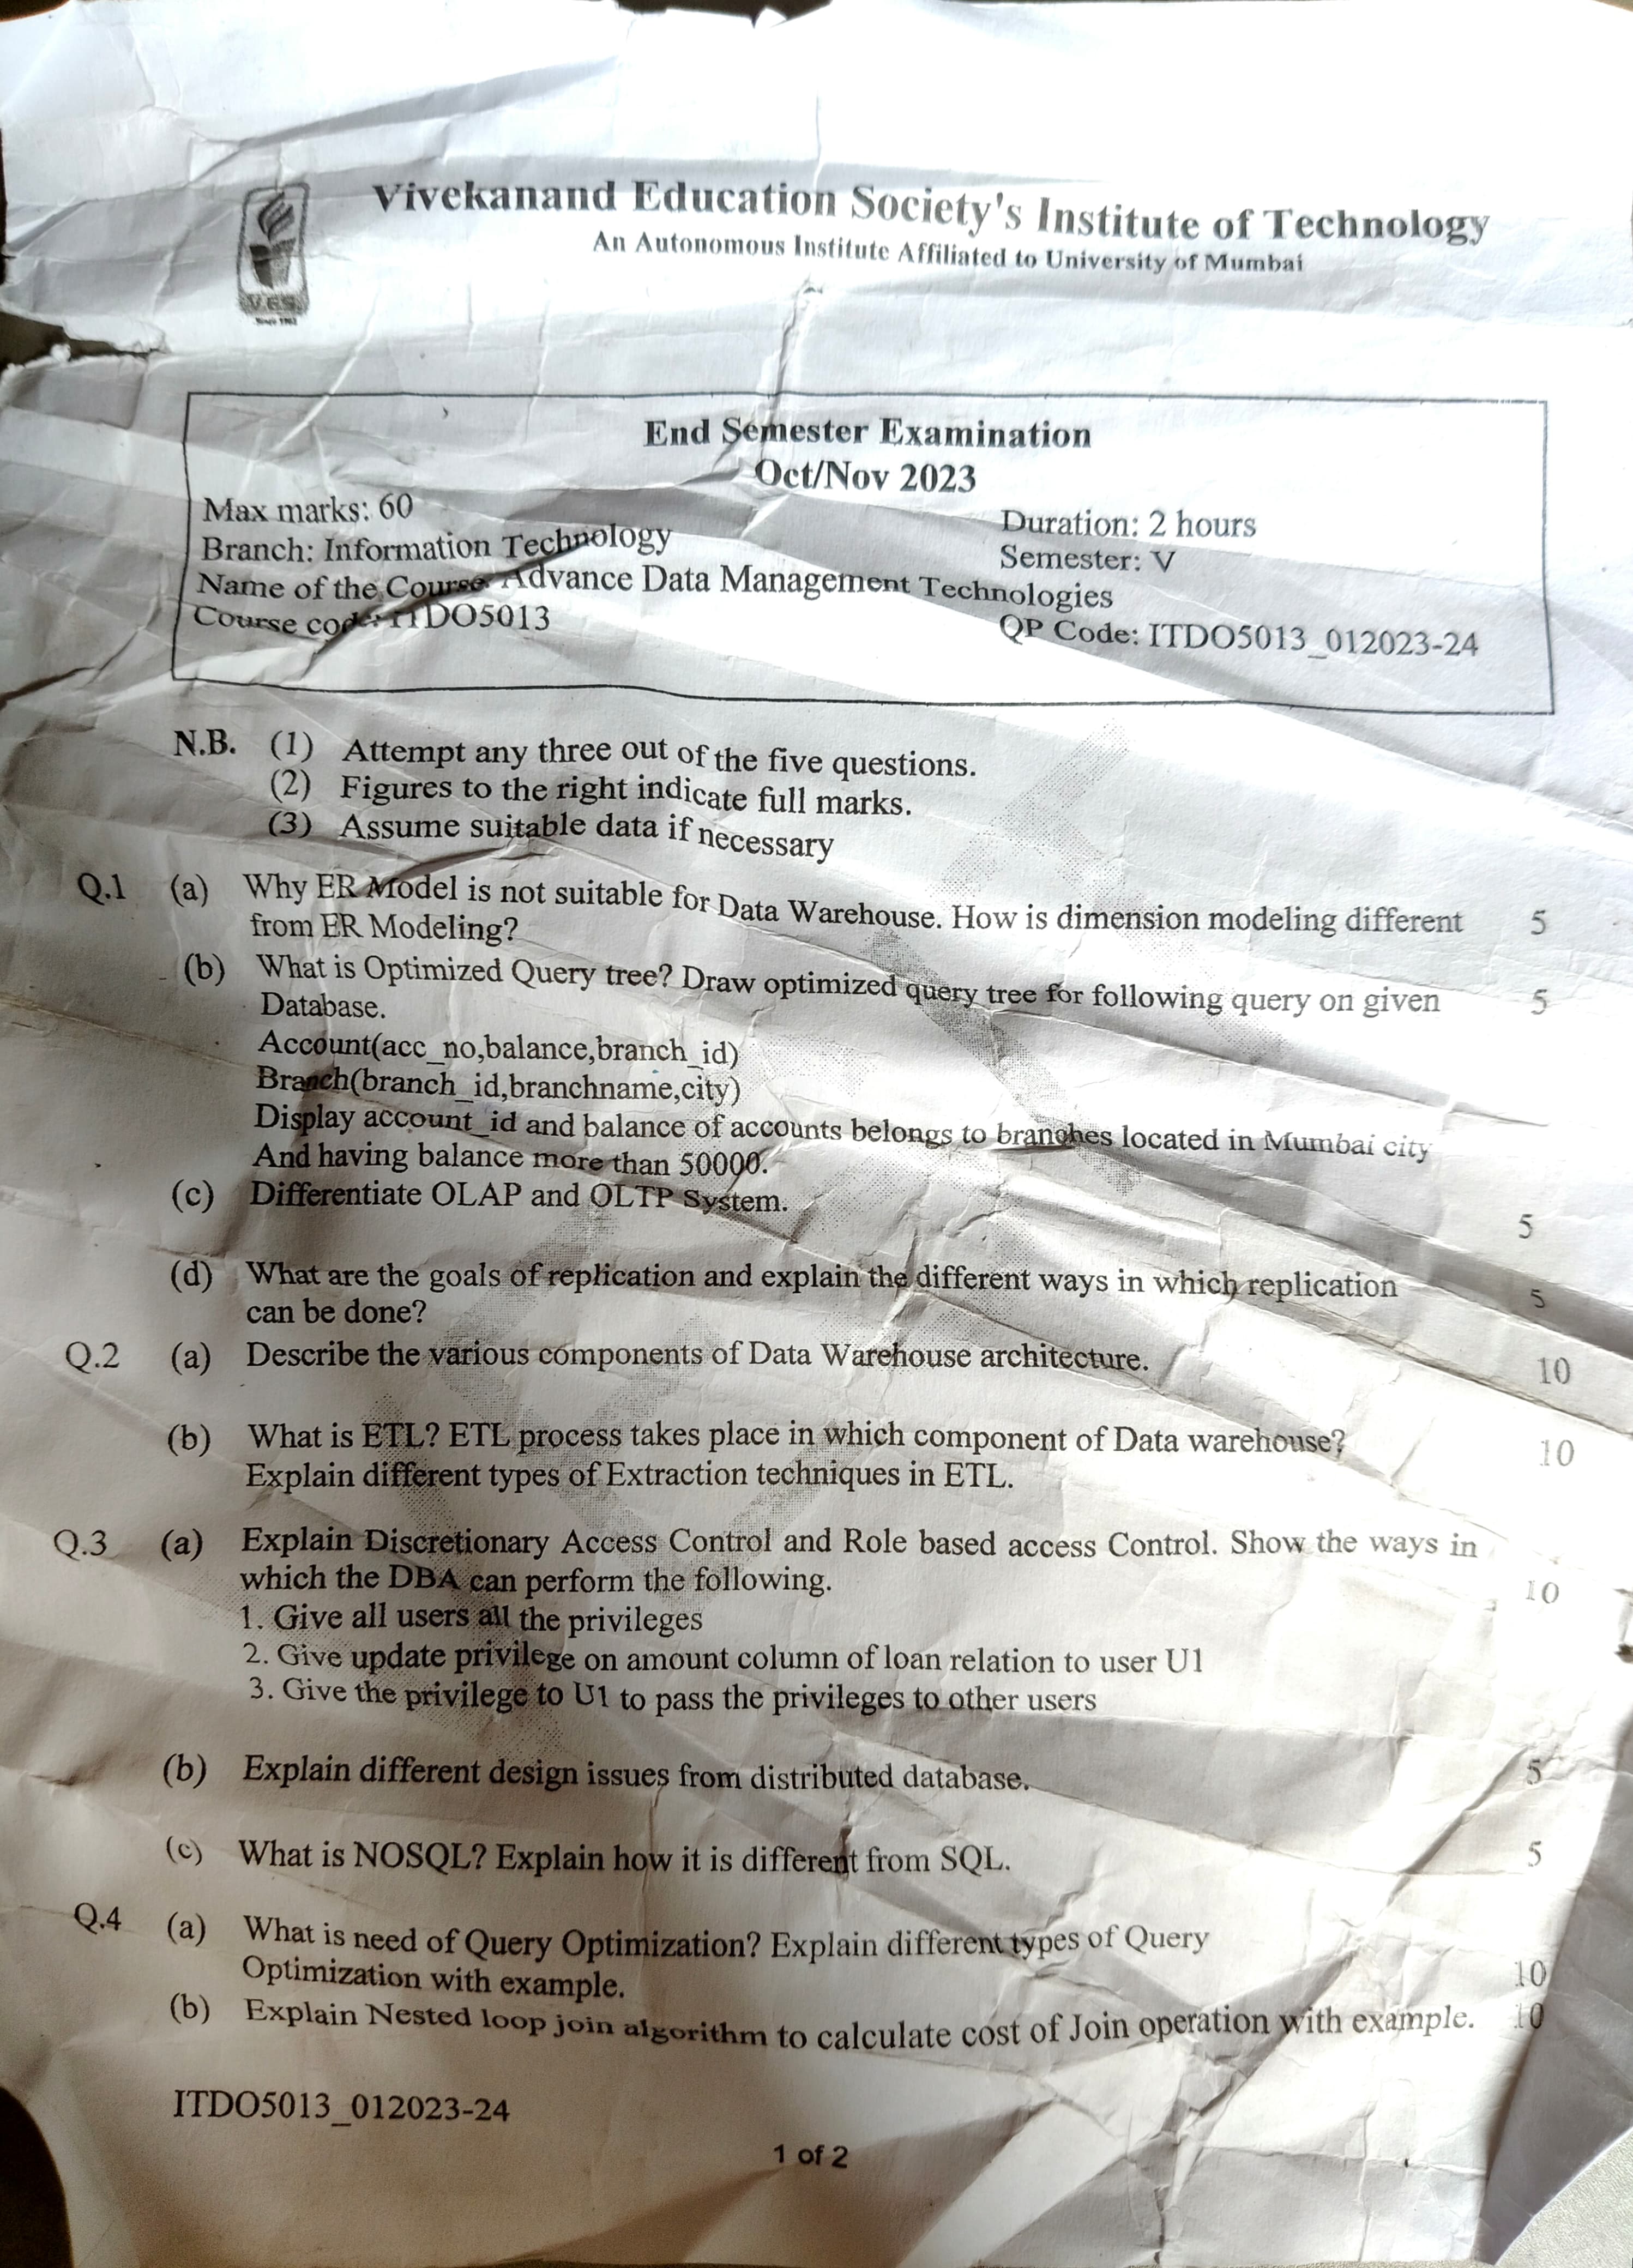 Vivekanand Education Society's Institute of Technology
An Autonomous Institute Affiliated to University of Mumbai
V.E.S.
Since 1962
End Semester Examination
Oct/Nov 2023
Max marks: 60 Duration: 2 hours
Branch: Information Technology Semester: V
Name of the Course: Advance Data Management Technologies
Course code: ITDO5013 QP Code: ITDO5013_012023-24
N.B. (1) Attempt any three out of the five questions.
(2) Figures to the right indicate full marks.
(3) Assume suitable data if necessary
Q.1 (a) Why ER Model is not suitable for Data Warehouse. How is dimension modeling different 5
from ER Modeling?
(b) What is Optimized Query tree? Draw optimized query tree for following query on given 5
Database.
Account(acc_no,balance,branch_id)
Branch(branch_id,branchname,city)
Display account_id and balance of accounts belongs to branches located in Mumbai city
And having balance more than 50000.
(c) Differentiate OLAP and OLTP System. 5
(d) What are the goals of replication and explain the different ways in which replication 5
can be done?
Q.2 (a) Describe the various components of Data Warehouse architecture. 10
(b) What is ETL? ETL process takes place in which component of Data warehouse? 10
Explain different types of Extraction techniques in ETL.
Q.3 (a) Explain Discretionary Access Control and Role based access Control. Show the ways in 10
which the DBA can perform the following.
1. Give all users all the privileges
2. Give update privilege on amount column of loan relation to user U1
3. Give the privilege to U1 to pass the privileges to other users
(b) Explain different design issues from distributed database. 5
(c) What is NOSQL? Explain how it is different from SQL. 5
Q.4 (a) What is need of Query Optimization? Explain different types of Query
Optimization with example. 10
(b) Explain Nested loop join algorithm to calculate cost of Join operation with example. 10
ITDO5013_012023-24
1 of 2